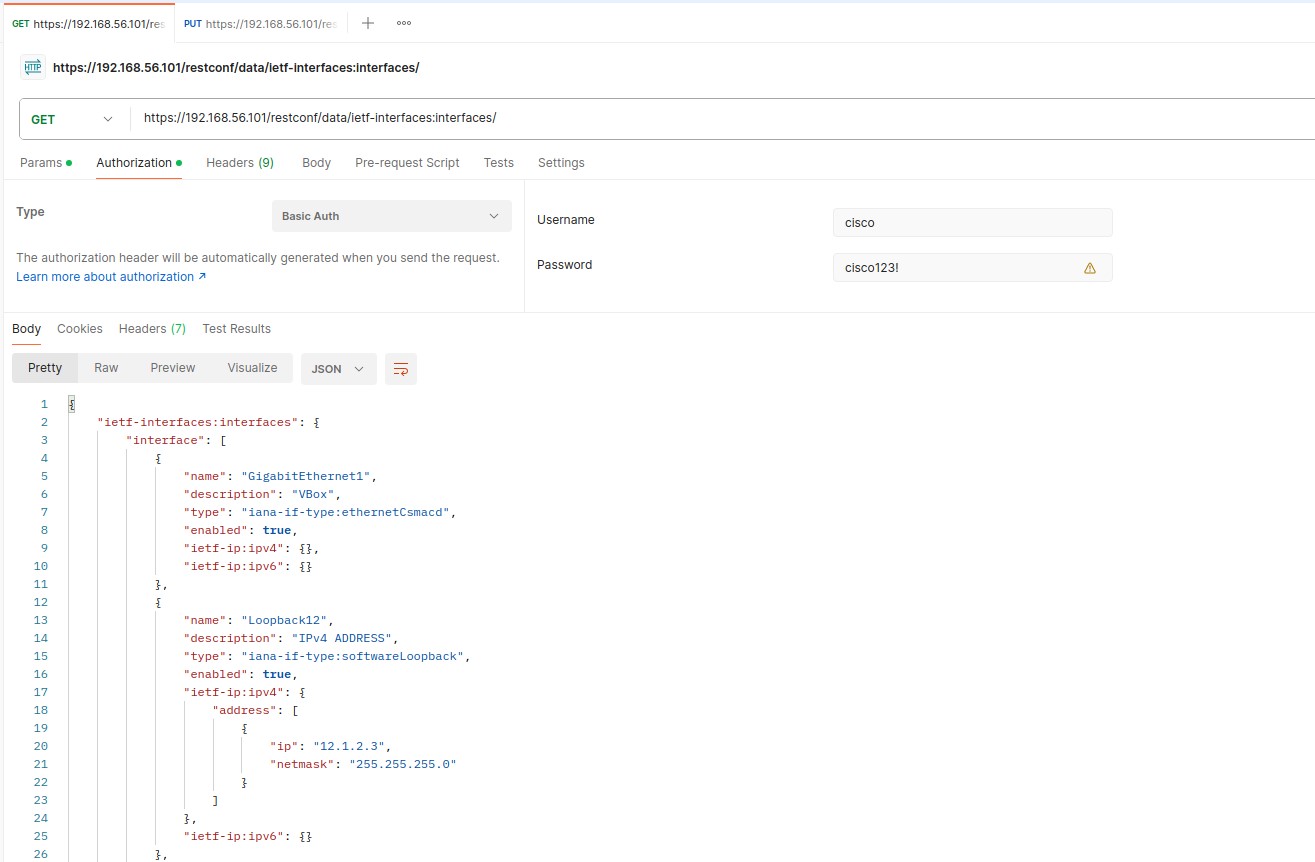 GET https://192.168.56.101/res PUT https://192.168.56.101/res
HTTP https://192.168.56.101/restconf/data/ietf-interfaces:interfaces/
GET https://192.168.56.101/restconf/data/ietf-interfaces:interfaces/
Params Authorization Headers (9) Body Pre-request Script Tests Settings
Type Basic Auth
The authorization header will be automatically generated when you send the request.
Learn more about authorization ↗
Username cisco
Password cisco123!
Body Cookies Headers (7) Test Results
Pretty Raw Preview Visualize JSON
1 {
2 "ietf-interfaces:interfaces": {
3 "interface": [
4 {
5 "name": "GigabitEthernet1",
6 "description": "VBox",
7 "type": "iana-if-type:ethernetCsmacd",
8 "enabled": true,
9 "ietf-ip:ipv4": {},
10 "ietf-ip:ipv6": {}
11 },
12 {
13 "name": "Loopback12",
14 "description": "IPv4 ADDRESS",
15 "type": "iana-if-type:softwareLoopback",
16 "enabled": true,
17 "ietf-ip:ipv4": {
18 "address": [
19 {
20 "ip": "12.1.2.3",
21 "netmask": "255.255.255.0"
22 }
23 ]
24 },
25 "ietf-ip:ipv6": {}
26 },